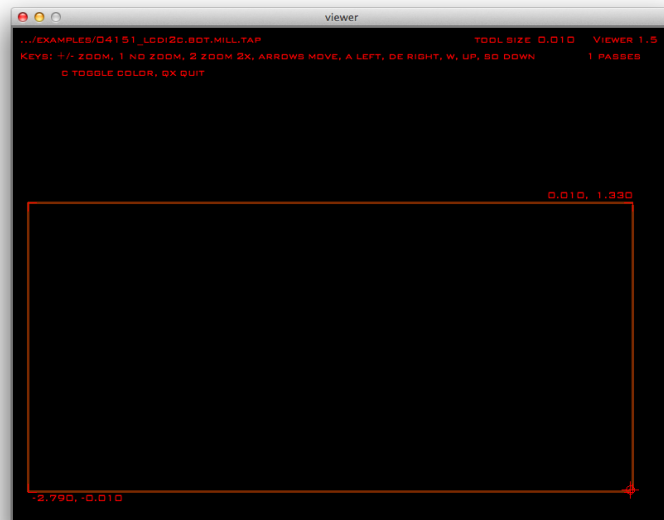 viewer
.../EXAMPLES/04151_LCDI2C.BOT.MILL.TAP TOOL SIZE 0.010 VIEWER 1.5
KEYS: +/- ZOOM, 1 NO ZOOM, 2 ZOOM 2X, ARROWS MOVE, A LEFT, DE RIGHT, W, UP, SO DOWN 1 PASSES
C TOGGLE COLOR, QX QUIT
0.010, 1.330
-2.790, -0.010